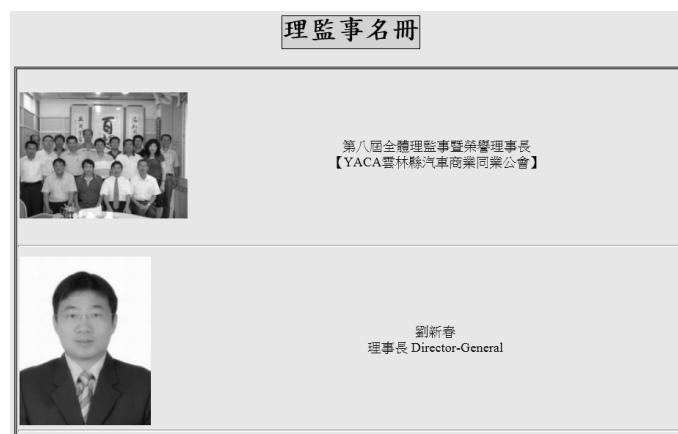 理監事名冊
第八屆全體理監事暨榮譽理事長
【YACA雲林縣汽車商業同業公會】
劉新春
理事長 Director-General